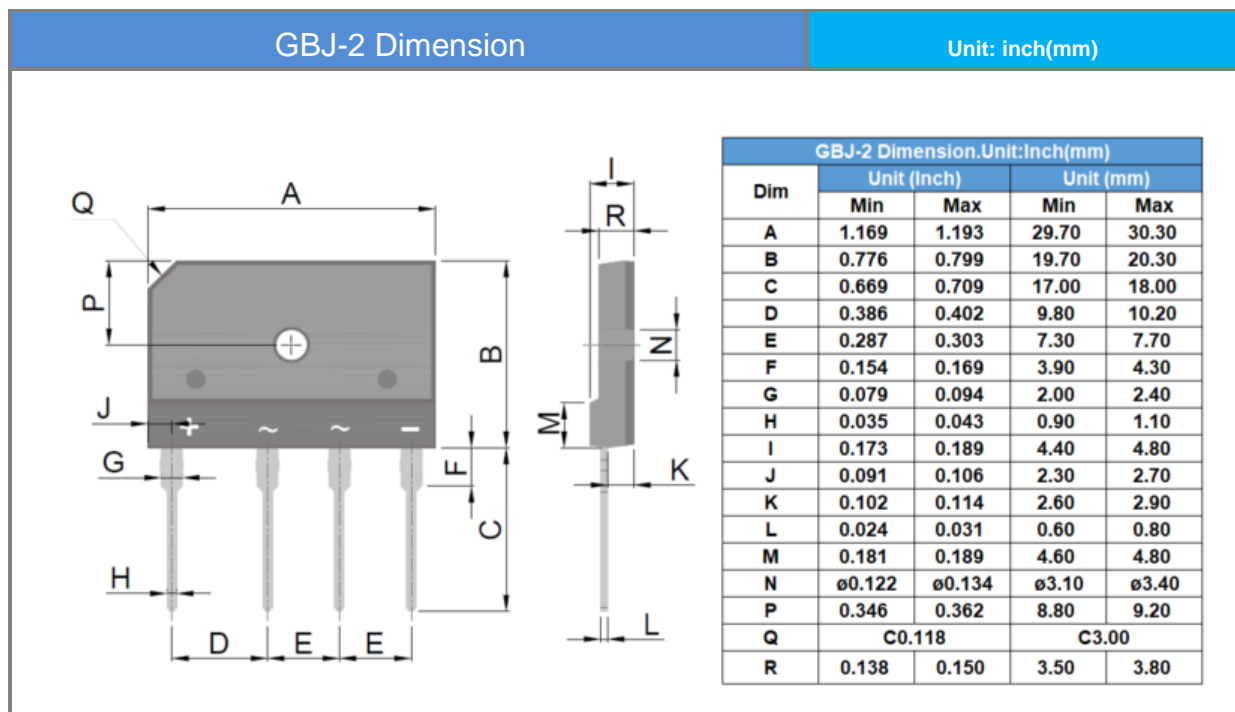 GBJ-2 Dimension Unit: inch(mm)
A
Q
P
B
J
+ ~ ~ −
G
F
C
H
D E E
I
R
N
M
K
L
GBJ-2 Dimension.Unit:Inch(mm)
Dim Unit (Inch) Unit (mm)
Min Max Min Max
A 1.169 1.193 29.70 30.30
B 0.776 0.799 19.70 20.30
C 0.669 0.709 17.00 18.00
D 0.386 0.402 9.80 10.20
E 0.287 0.303 7.30 7.70
F 0.154 0.169 3.90 4.30
G 0.079 0.094 2.00 2.40
H 0.035 0.043 0.90 1.10
I 0.173 0.189 4.40 4.80
J 0.091 0.106 2.30 2.70
K 0.102 0.114 2.60 2.90
L 0.024 0.031 0.60 0.80
M 0.181 0.189 4.60 4.80
N ø0.122 ø0.134 ø3.10 ø3.40
P 0.346 0.362 8.80 9.20
Q C0.118 C3.00
R 0.138 0.150 3.50 3.80